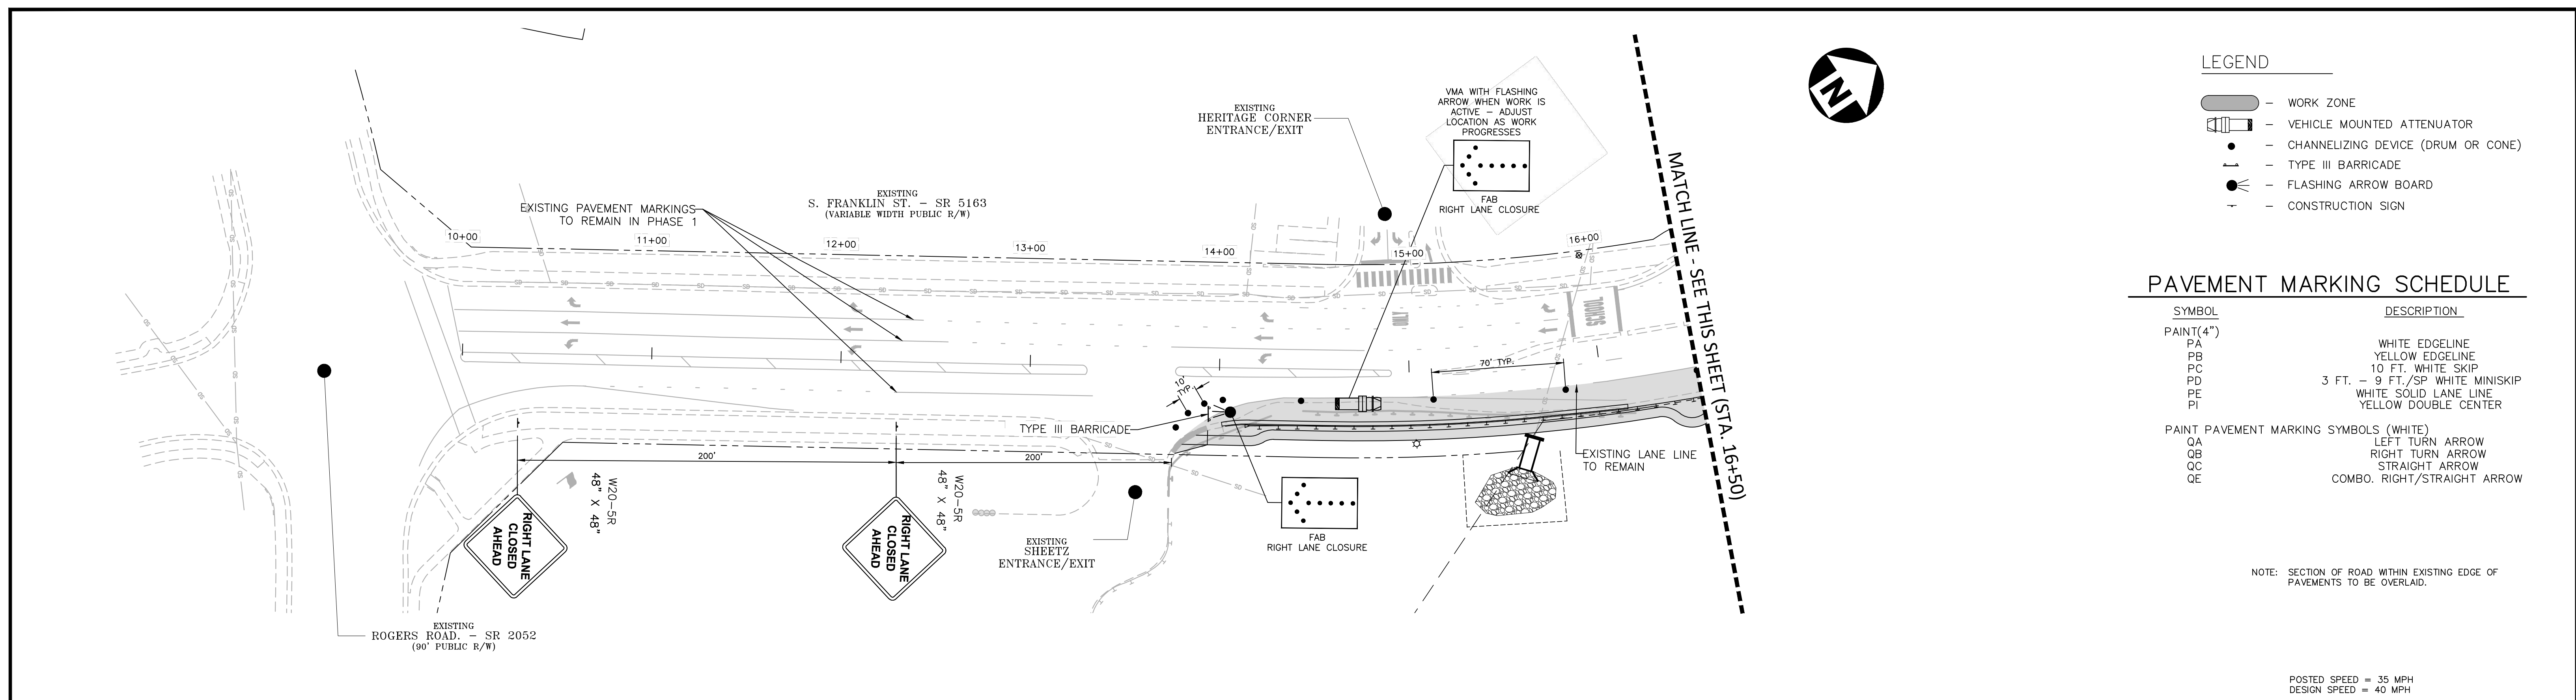 EXISTING
HERITAGE CORNER
ENTRANCE/EXIT
VMA WITH FLASHING
ARROW WHEN WORK IS
ACTIVE - ADJUST
LOCATION AS WORK
PROGRESSES
FAB
RIGHT LANE CLOSURE
N
MATCH LINE - SEE THIS SHEET (STA. 16+50)
EXISTING PAVEMENT MARKINGS
TO REMAIN IN PHASE 1
EXISTING
S. FRANKLIN ST. - SR 5163
(VARIABLE WIDTH PUBLIC R/W)
10+00
11+00
12+00
13+00
14+00
15+00
16+00
ONLY
SCHOOL
10'
TYP.
70' TYP.
TYPE III BARRICADE
200'
200'
EXISTING LANE LINE
TO REMAIN
W20-5R
48" X 48"
RIGHT LANE
CLOSED
AHEAD
W20-5R
48" X 48"
RIGHT LANE
CLOSED
AHEAD
EXISTING
SHEETZ
ENTRANCE/EXIT
FAB
RIGHT LANE CLOSURE
EXISTING
ROGERS ROAD. - SR 2052
(90' PUBLIC R/W)
LEGEND
- WORK ZONE
- VEHICLE MOUNTED ATTENUATOR
- CHANNELIZING DEVICE (DRUM OR CONE)
- TYPE III BARRICADE
- FLASHING ARROW BOARD
- CONSTRUCTION SIGN
PAVEMENT MARKING SCHEDULE
SYMBOL DESCRIPTION
PAINT(4")
PA WHITE EDGELINE
PB YELLOW EDGELINE
PC 10 FT. WHITE SKIP
PD 3 FT. - 9 FT./SP WHITE MINISKIP
PE WHITE SOLID LANE LINE
PI YELLOW DOUBLE CENTER
PAINT PAVEMENT MARKING SYMBOLS (WHITE)
QA LEFT TURN ARROW
QB RIGHT TURN ARROW
QC STRAIGHT ARROW
QE COMBO. RIGHT/STRAIGHT ARROW
NOTE: SECTION OF ROAD WITHIN EXISTING EDGE OF
PAVEMENTS TO BE OVERLAID.
POSTED SPEED = 35 MPH
DESIGN SPEED = 40 MPH